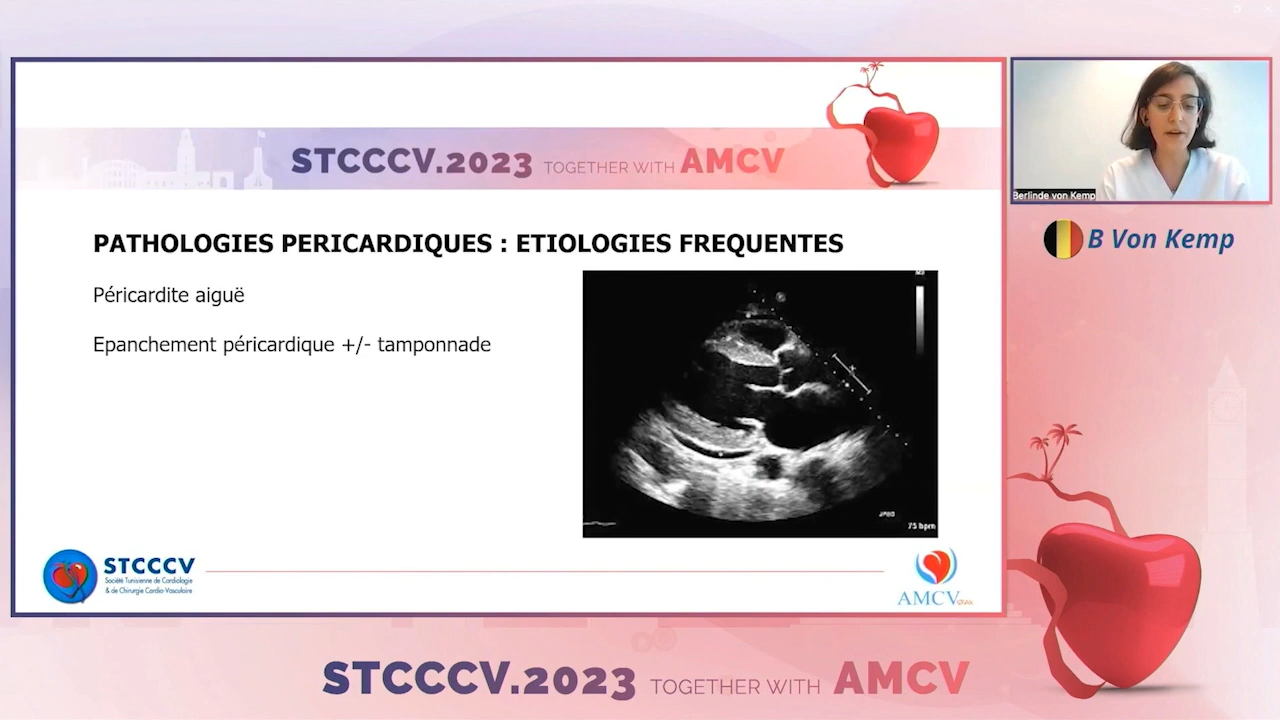 STCCCV.2023 TOGETHER WITH AMCV
PATHOLOGIES PERICARDIQUES : ETIOLOGIES FREQUENTES
Péricardite aiguë
Epanchement péricardique +/- tamponnade
JPEG
75 bpm
STCCCV
Société Tunisienne de Cardiologie
& de Chirurgie Cardio-Vasculaire
AMCV
Berlinde von Kemp
B Von Kemp
STCCCV.2023 TOGETHER WITH AMCV